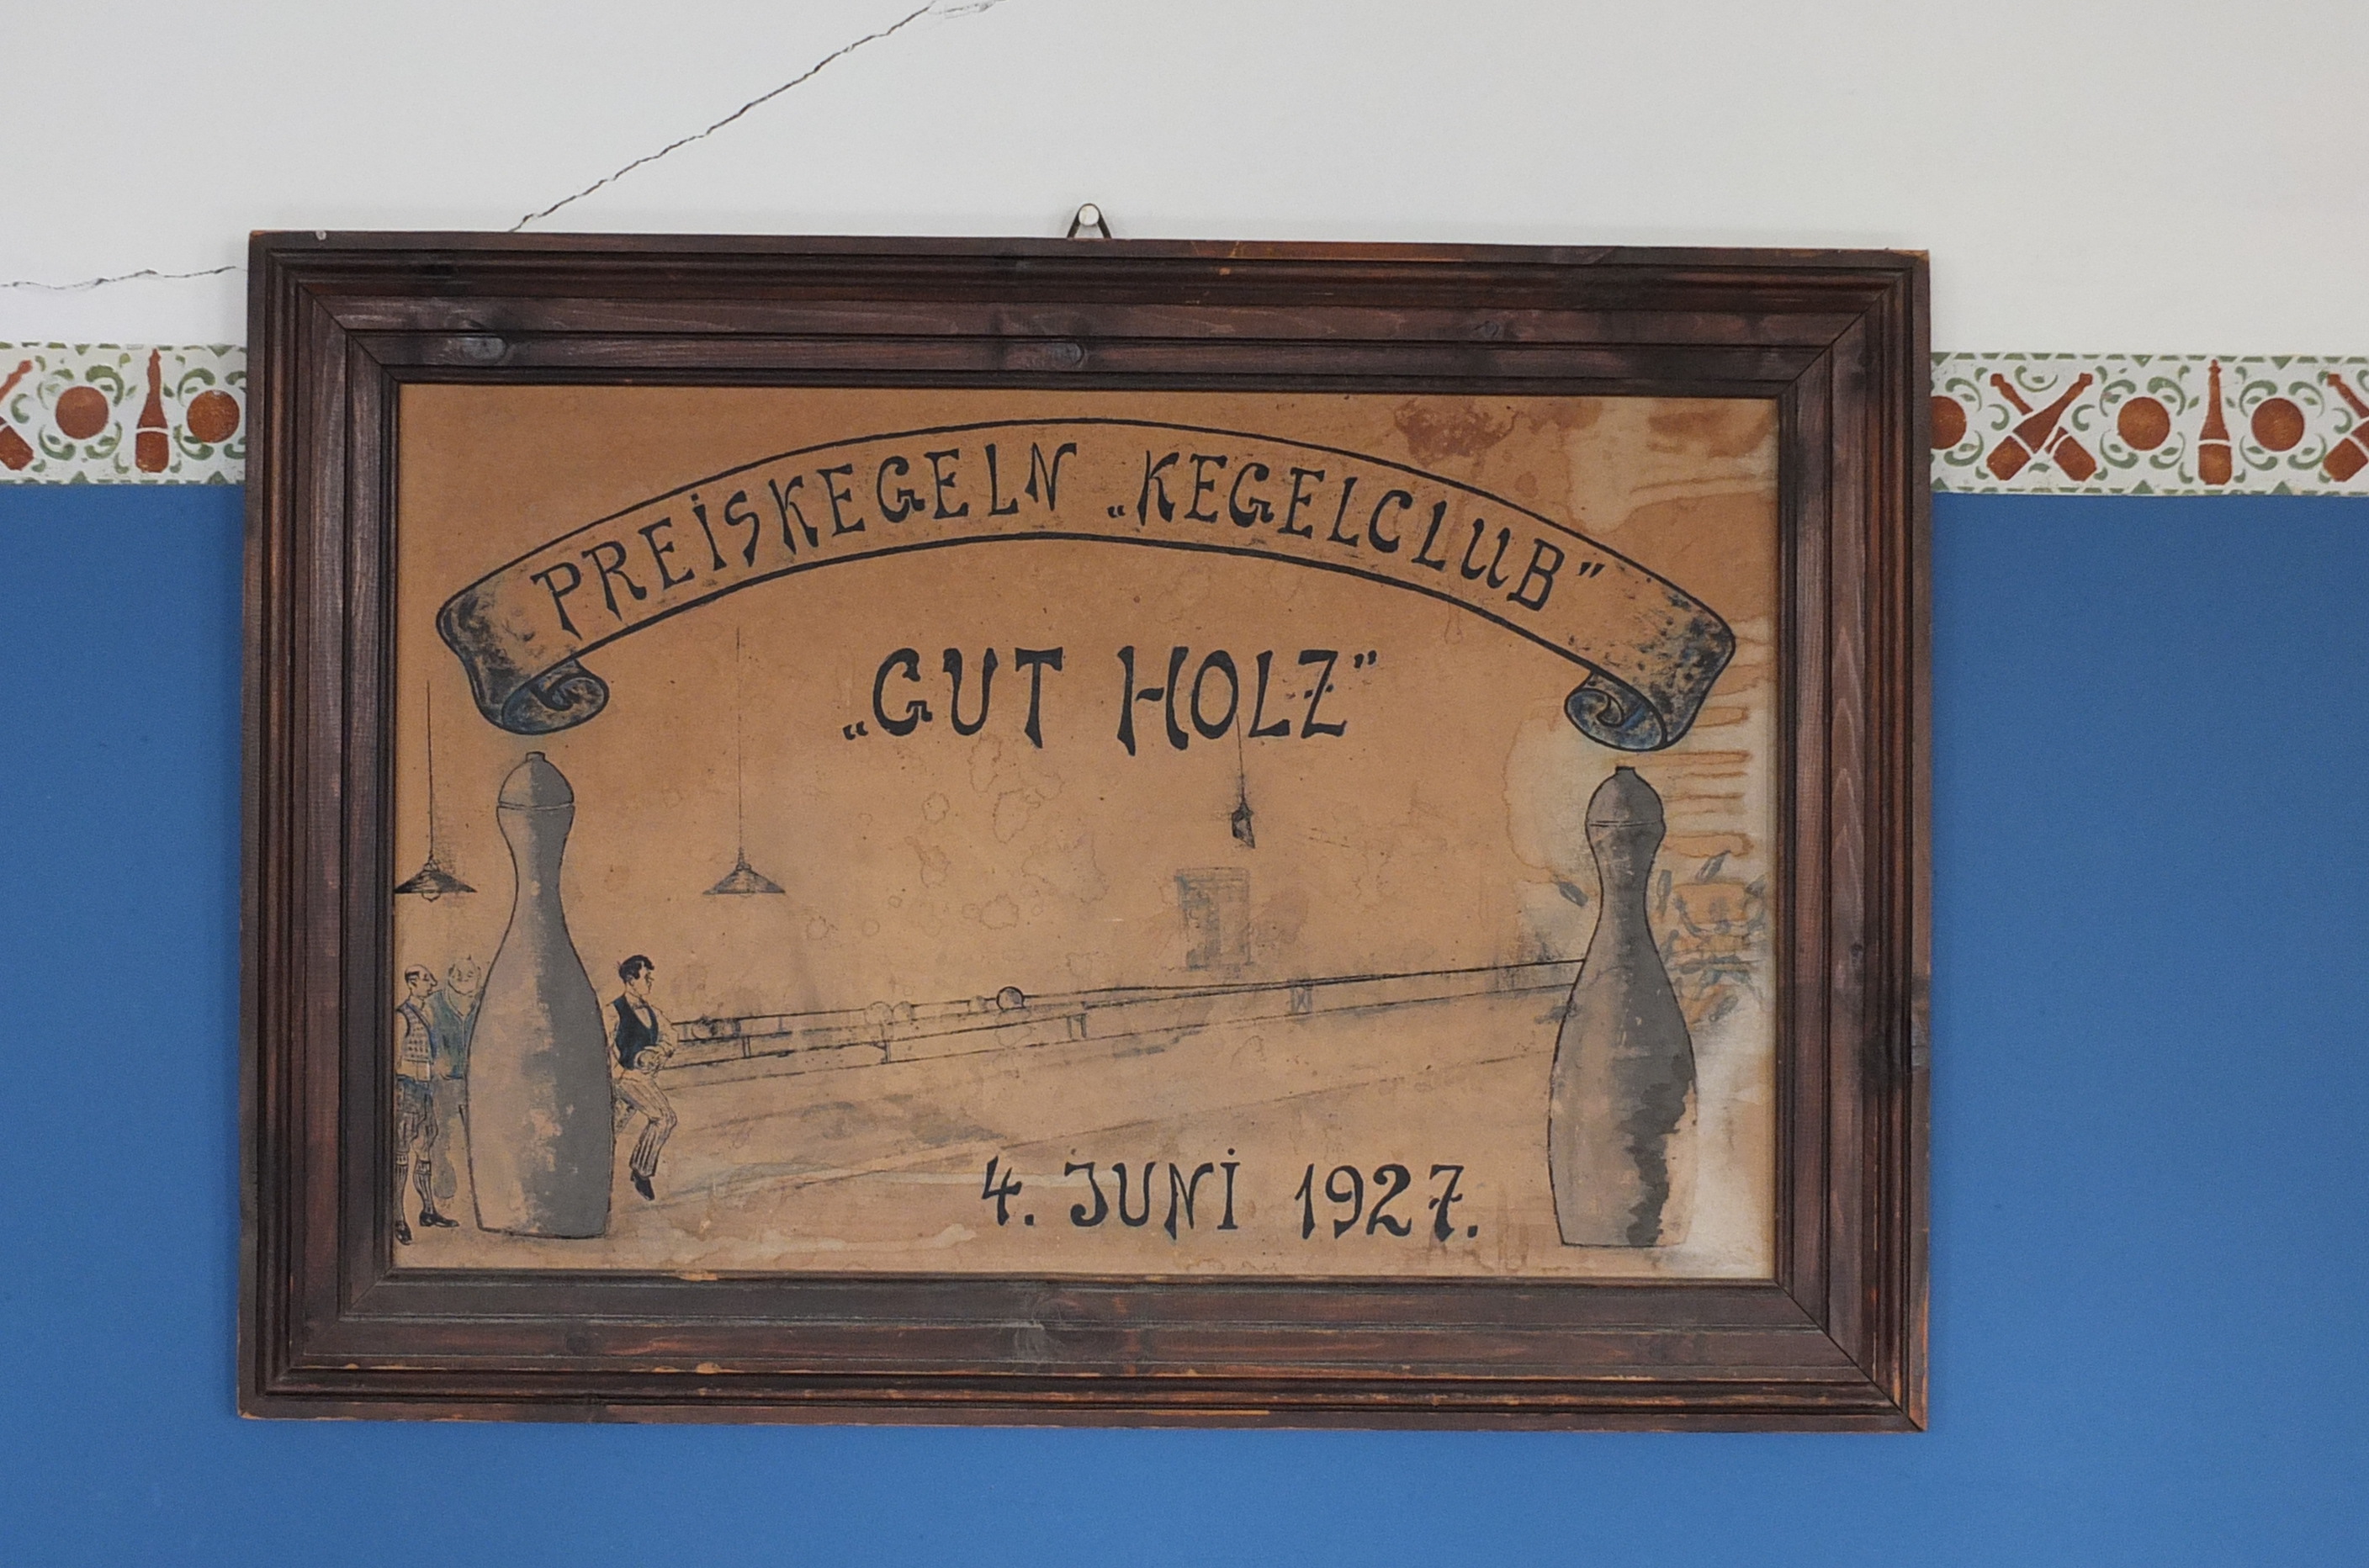 PREiSKEGELN „KEGELCLUB”
„GUT HOLZ”
4. JUNi 1927.